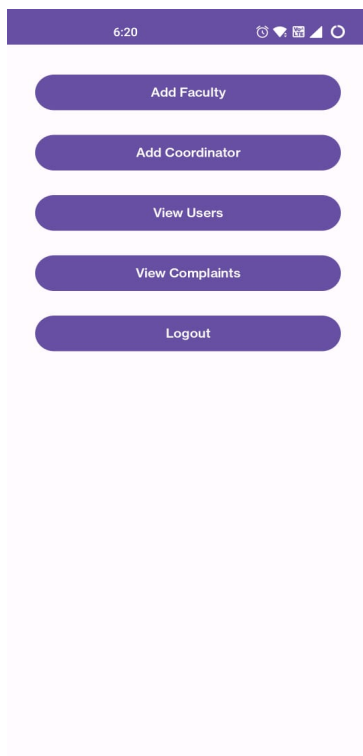 6:20
Add Faculty
Add Coordinator
View Users
View Complaints
Logout